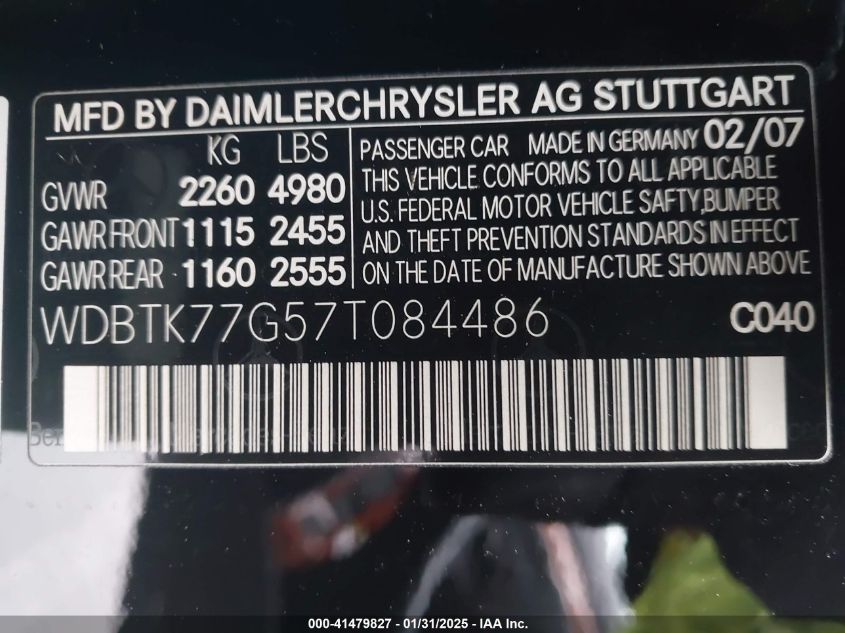 MFD BY DAIMLERCHRYSLER AG STUTTGART
KG LBS
GVWR 2260 4980
GAWR FRONT 1115 2455
GAWR REAR 1160 2555
PASSENGER CAR MADE IN GERMANY 02/07
THIS VEHICLE CONFORMS TO ALL APPLICABLE
U.S. FEDERAL MOTOR VEHICLE SAFTY,BUMPER
AND THEFT PREVENTION STANDARDS IN EFFECT
ON THE DATE OF MANUFACTURE SHOWN ABOVE
WDBTK77G57T084486 C040
000-41479827 - 01/31/2025 - IAA Inc.